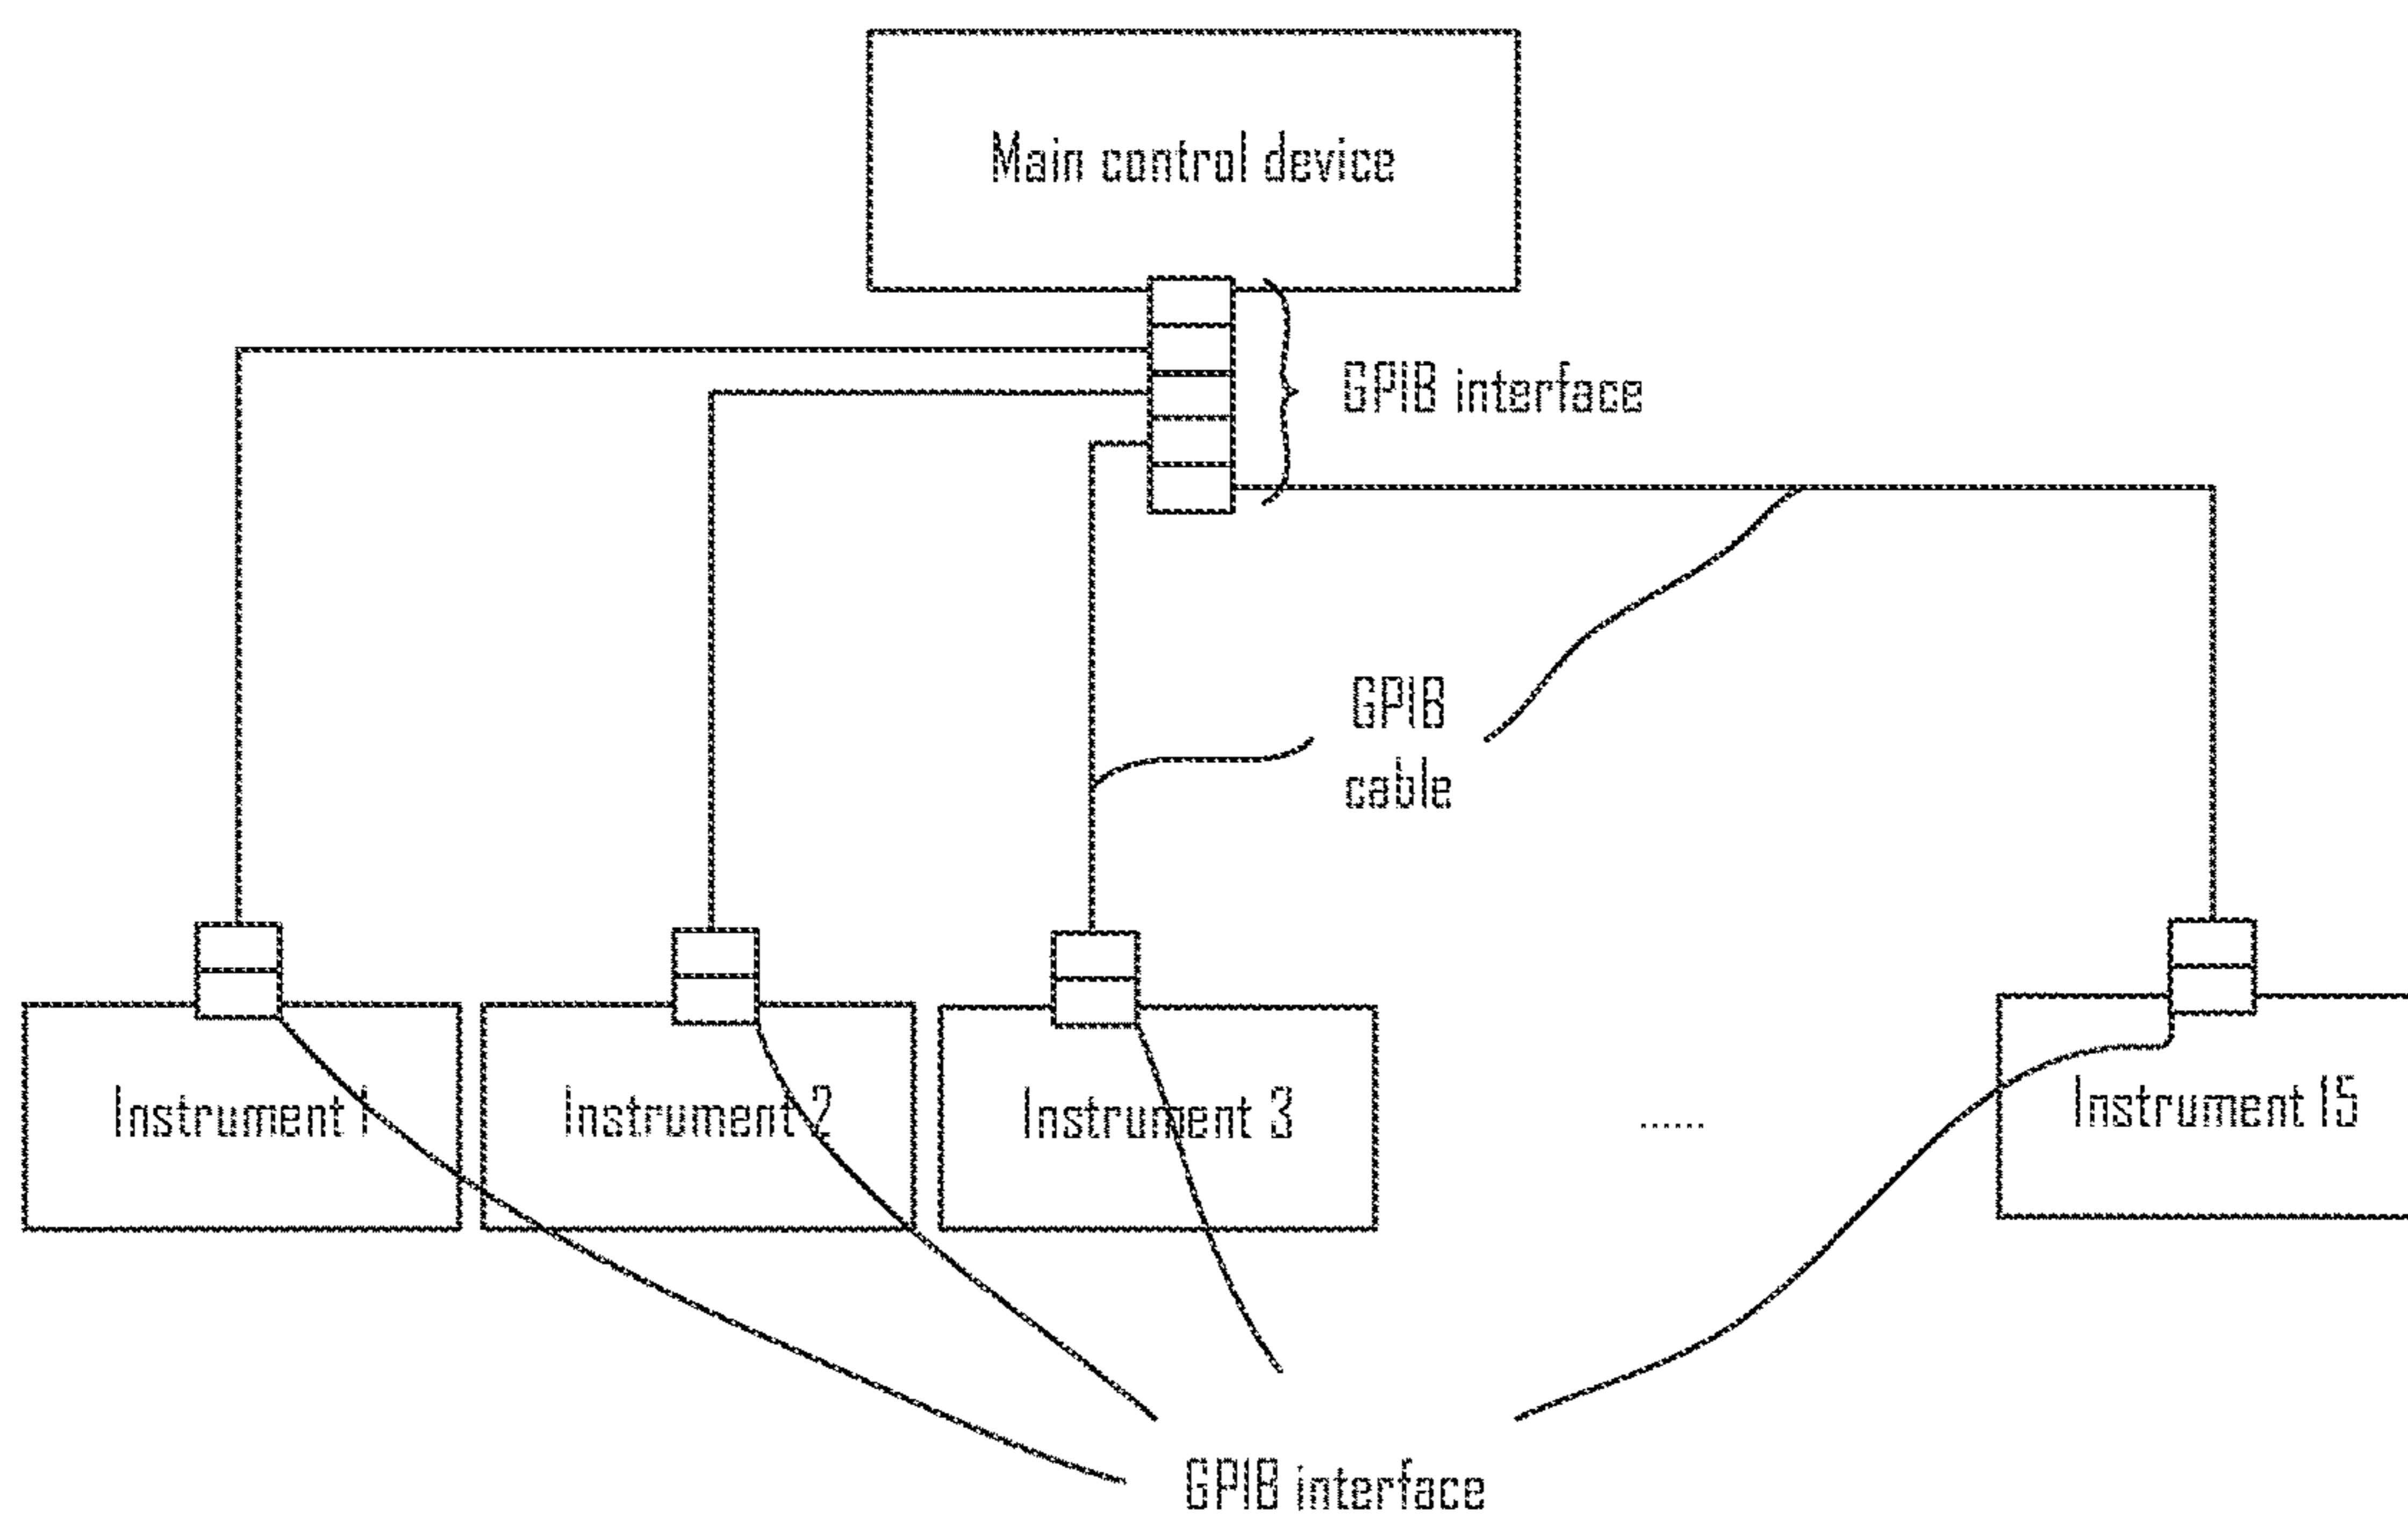 Main control device
GPIB interface
GPIB
cable
Instrument 1
Instrument 2
Instrument 3
......
Instrument 15
GPIB interface